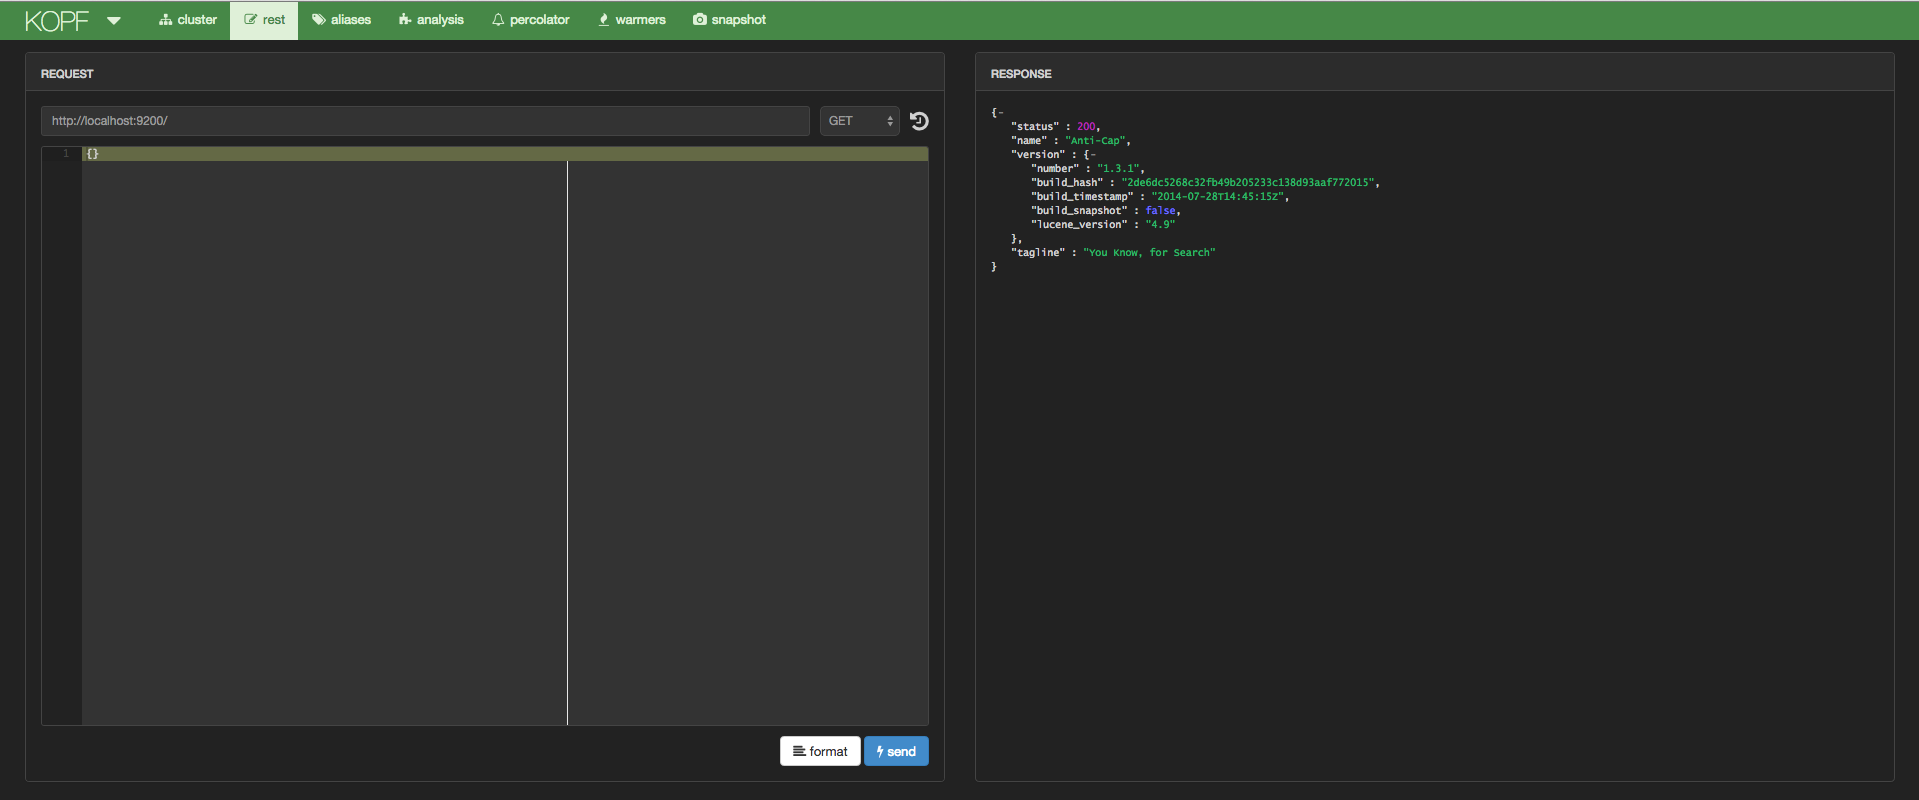 KOPF cluster rest aliases analysis percolator warmers snapshot
REQUEST
http://localhost:9200/ GET
1 {}
format send
RESPONSE
{-
"status" : 200,
"name" : "Anti-Cap",
"version" : {-
"number" : "1.3.1",
"build_hash" : "2de6dc5268c32fb49b205233c138d93aaf772015",
"build_timestamp" : "2014-07-28T14:45:15Z",
"build_snapshot" : false,
"lucene_version" : "4.9"
},
"tagline" : "You Know, for Search"
}